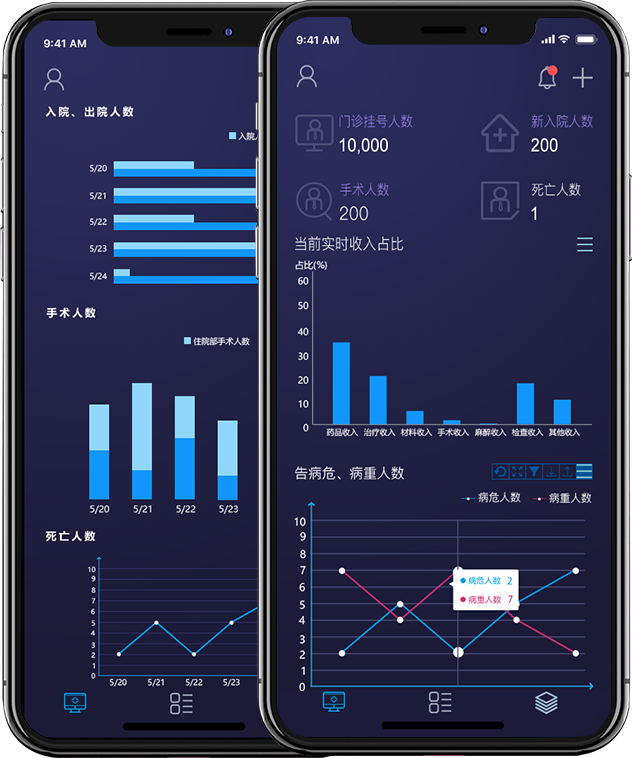 9:41 AM
入院、出院人数
入院
5/20
5/21
5/22
5/23
5/24
手术人数
住院部手术人数
5/20
5/21
5/22
5/23
死亡人数
10
9
8
7
6
5
4
3
2
1
0
5/20
5/21
5/22
5/23
9:41 AM
门诊挂号人数
10,000
新入院人数
200
手术人数
200
死亡人数
1
当前实时收入占比
占比(%)
60
50
40
30
20
10
0
药品收入 治疗收入 材料收入 手术收入 麻醉收入 检查收入 其他收入
告病危、病重人数
病危人数 病重人数
10
9
8
7
6
5
4
3
2
1
0
病危人数 2
病重人数 7